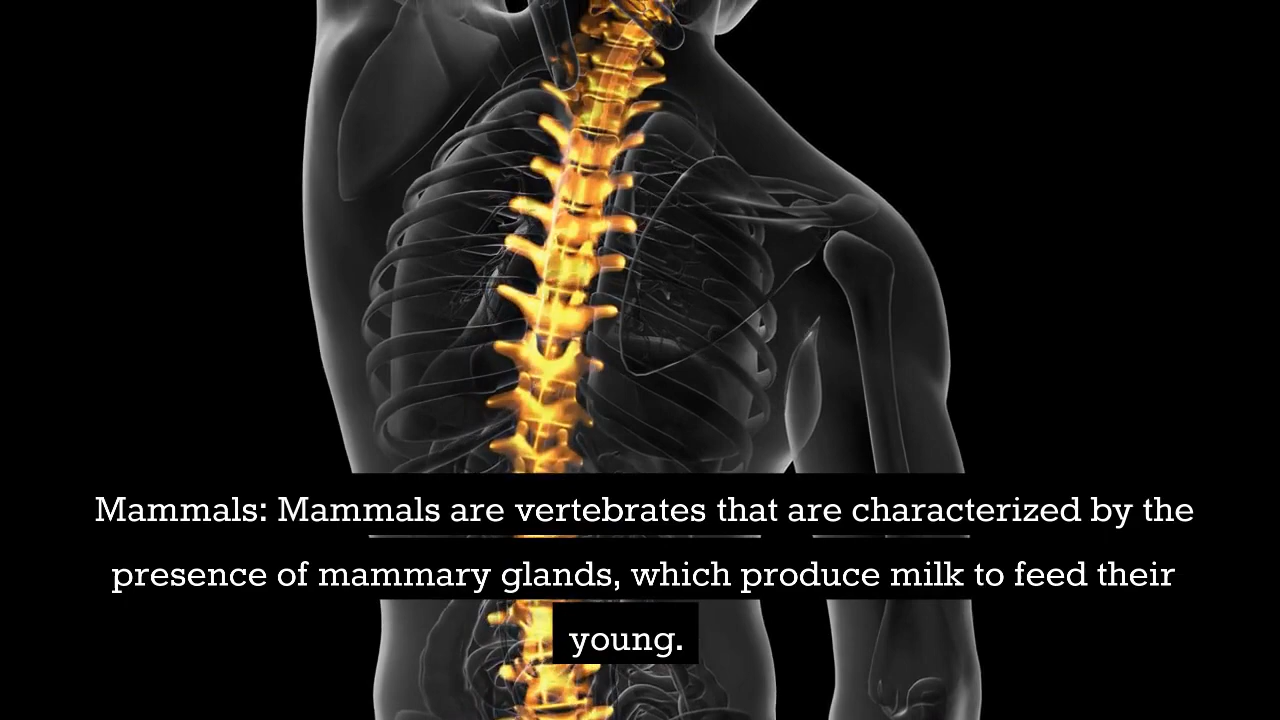 Mammals: Mammals are vertebrates that are characterized by the
presence of mammary glands, which produce milk to feed their
young.